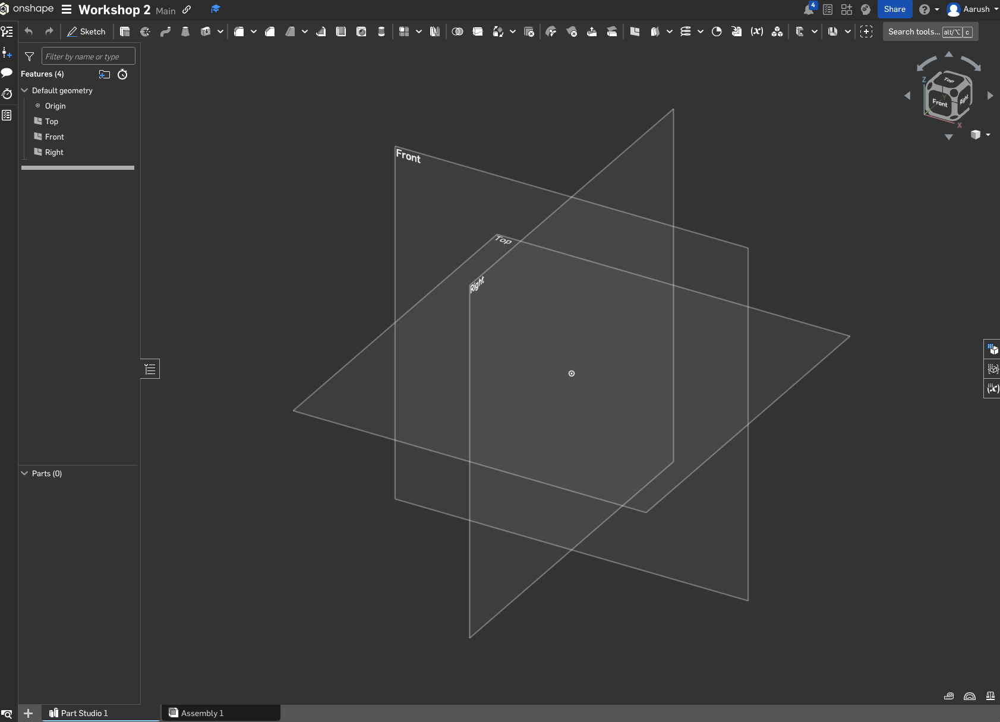 onshape Workshop 2 Main 4 Share Aarush
Sketch Search tools... alt/⌥ c
Filter by name or type
Features (4)
Default geometry
Origin
Top
Front
Right
Parts (0)
Front
Top
Right
Top
Z
Y
Front
Right
X
(x)
(x)
Part Studio 1 Assembly 1